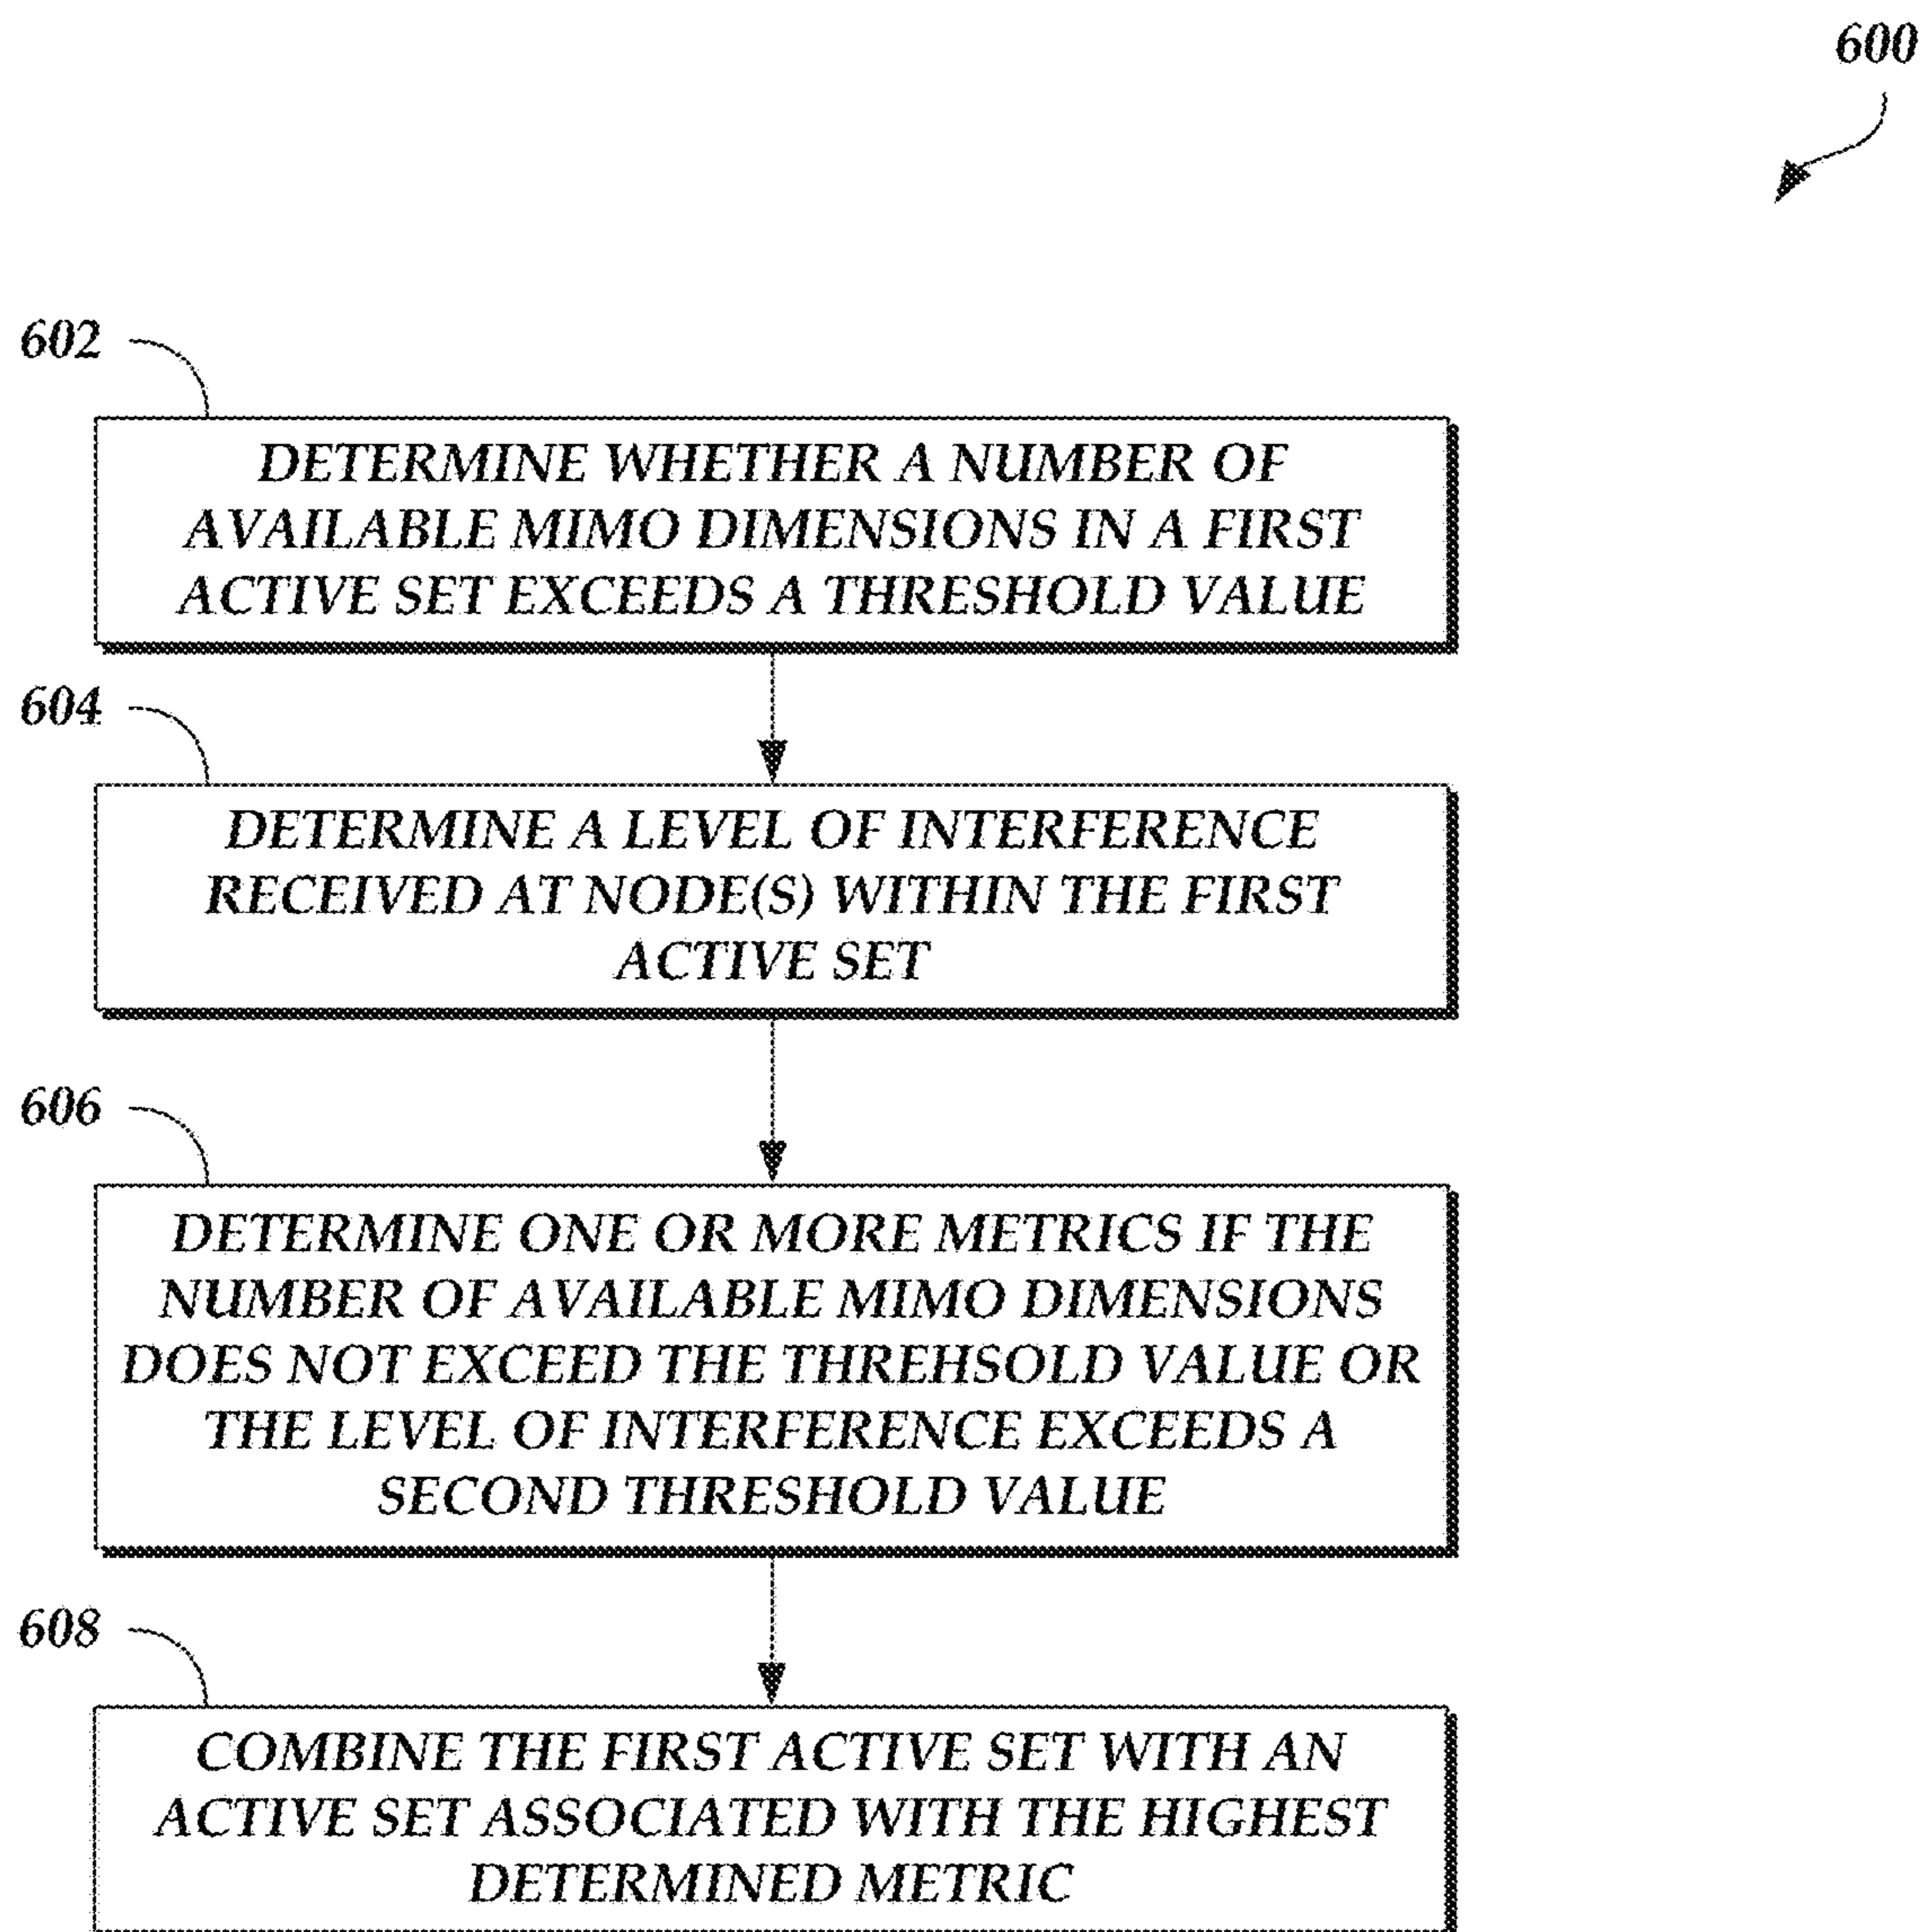 600
602
DETERMINE WHETHER A NUMBER OF
AVAILABLE MIMO DIMENSIONS IN A FIRST
ACTIVE SET EXCEEDS A THRESHOLD VALUE
604
DETERMINE A LEVEL OF INTERFERENCE
RECEIVED AT NODE(S) WITHIN THE FIRST
ACTIVE SET
606
DETERMINE ONE OR MORE METRICS IF THE
NUMBER OF AVAILABLE MIMO DIMENSIONS
DOES NOT EXCEED THE THREHSOLD VALUE OR
THE LEVEL OF INTERFERENCE EXCEEDS A
SECOND THRESHOLD VALUE
608
COMBINE THE FIRST ACTIVE SET WITH AN
ACTIVE SET ASSOCIATED WITH THE HIGHEST
DETERMINED METRIC